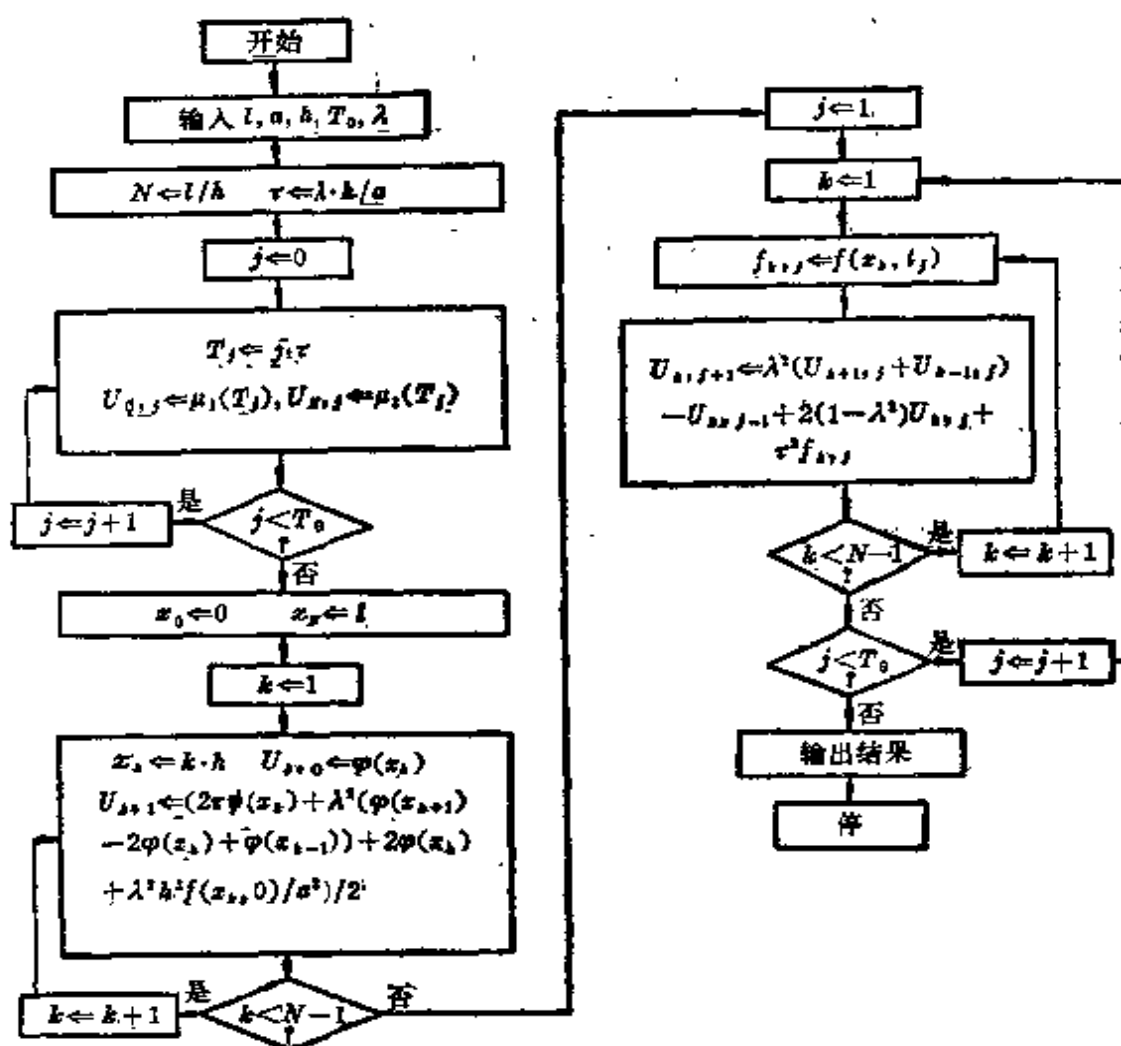 开始
输入 l, a, h, T₀, λ
N⇐l/h τ⇐λ·h/a
j⇐0
T_j⇐j·τ
U_{0,j}⇐μ₁(T_j), U_{N,j}⇐μ₂(T_j)
j<T₀
?
是
j⇐j+1
否
x₀⇐0 x_N⇐l
k⇐1
x_k⇐k·h U_{k,0}⇐φ(x_k)
U_{k,1}⇐(2τψ(x_k)+λ²(φ(x_{k+1})
−2φ(x_k)+φ(x_{k−1}))+2φ(x_k)
+λ²h²f(x_k,0)/a²)/2
k<N−1
?
是
k⇐k+1
否
j⇐1
k⇐1
f_{k,j}⇐f(x_k, t_j)
U_{k,j+1}⇐λ²(U_{k+1,j}+U_{k−1,j})
−U_{k,j−1}+2(1−λ²)U_{k,j}+
τ²f_{k,j}
k<N−1
?
是
k⇐k+1
否
j<T₀
?
是
j⇐j+1
否
输出结果
停